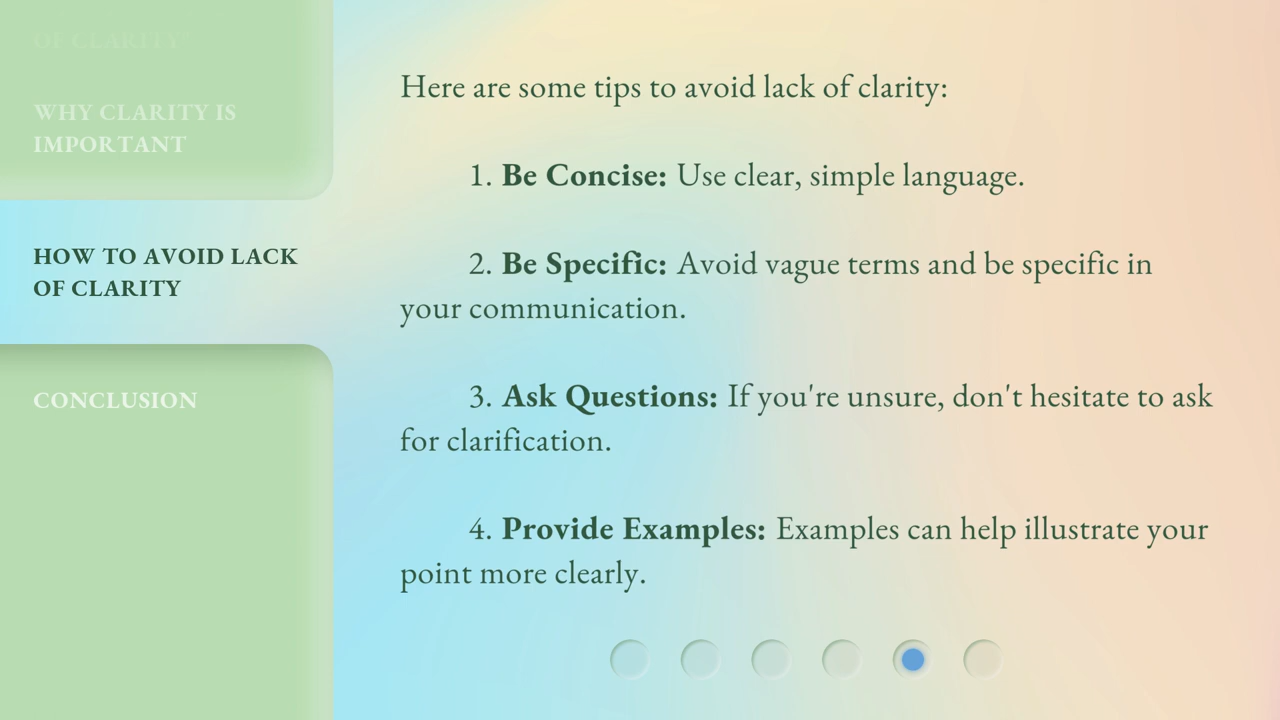 OF CLARITY"
WHY CLARITY IS
IMPORTANT
HOW TO AVOID LACK
OF CLARITY
CONCLUSION
Here are some tips to avoid lack of clarity:
1. Be Concise: Use clear, simple language.
2. Be Specific: Avoid vague terms and be specific in
your communication.
3. Ask Questions: If you're unsure, don't hesitate to ask
for clarification.
4. Provide Examples: Examples can help illustrate your
point more clearly.